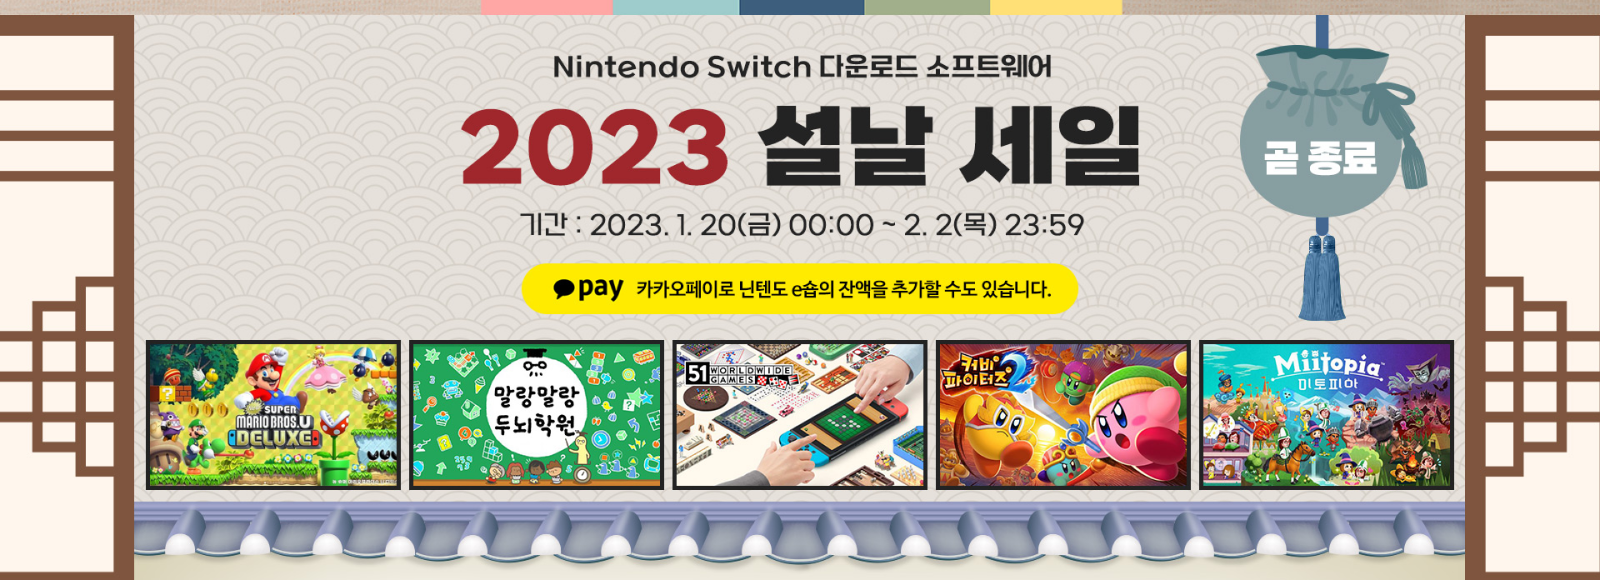 Nintendo Switch 다운로드 소프트웨어
2023 설날 세일
곧 종료
기간 : 2023. 1. 20(금) 00:00 ~ 2. 2(목) 23:59
pay 카카오페이로 닌텐도 e숍의 잔액을 추가할 수도 있습니다.
NEW
SUPER
MARIO BROS. U
DELUXE
말랑말랑
두뇌학원
51 WORLDWIDE
GAMES
커비
파이터즈 2
Miitopia
미토피아